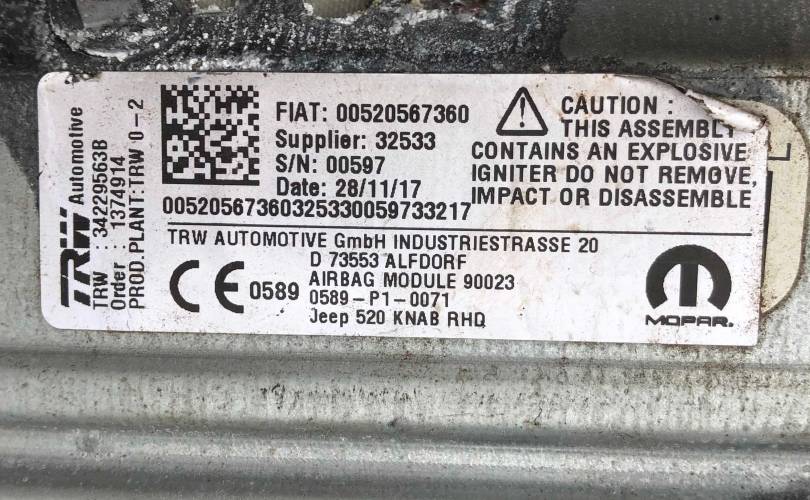 TRW Automotive
TRW : 34229563B
Order : 1374914
PROD.PLANT:TRW 0-2
FIAT: 00520567360
Supplier: 32533
S/N: 00597
Date: 28/11/17
00520567360325330059733217
CAUTION :
THIS ASSEMBLY
CONTAINS AN EXPLOSIVE
IGNITER DO NOT REMOVE,
IMPACT OR DISASSEMBLE
TRW AUTOMOTIVE GmbH INDUSTRIESTRASSE 20
D 73553 ALFDORF
AIRBAG MODULE 90023
CE 0589
0589-P1-0071
Jeep 520 KNAB RHD
MOPAR.